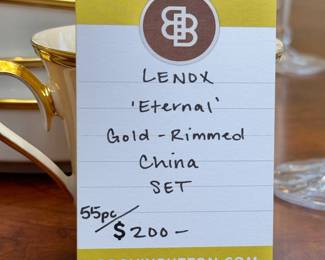 LENOX
'Eternal'
Gold-Rimmed
China
SET
55pc/
$200-